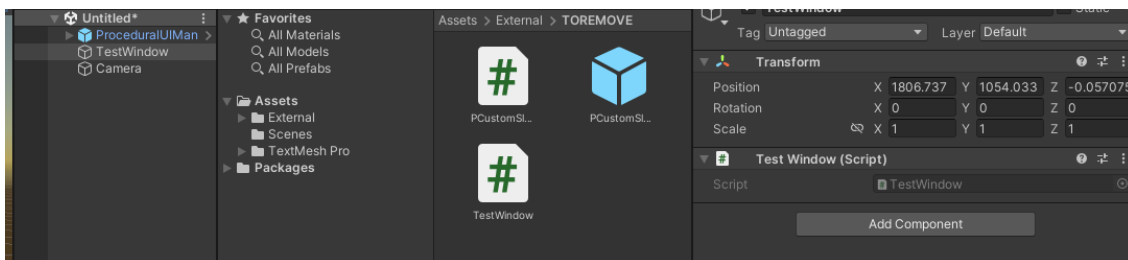 Untitled*
ProceduralUIMan
TestWindow
Camera
Favorites
All Materials
All Models
All Prefabs
Assets
External
Scenes
TextMesh Pro
Packages
Assets > External > TOREMOVE
PCustomSl...
PCustomSl...
TestWindow
TestWindow
Static
Tag Untagged Layer Default
Transform
Position X 1806.737 Y 1054.033 Z -0.057075
Rotation X 0 Y 0 Z 0
Scale X 1 Y 1 Z 1
# Test Window (Script)
Script TestWindow
Add Component